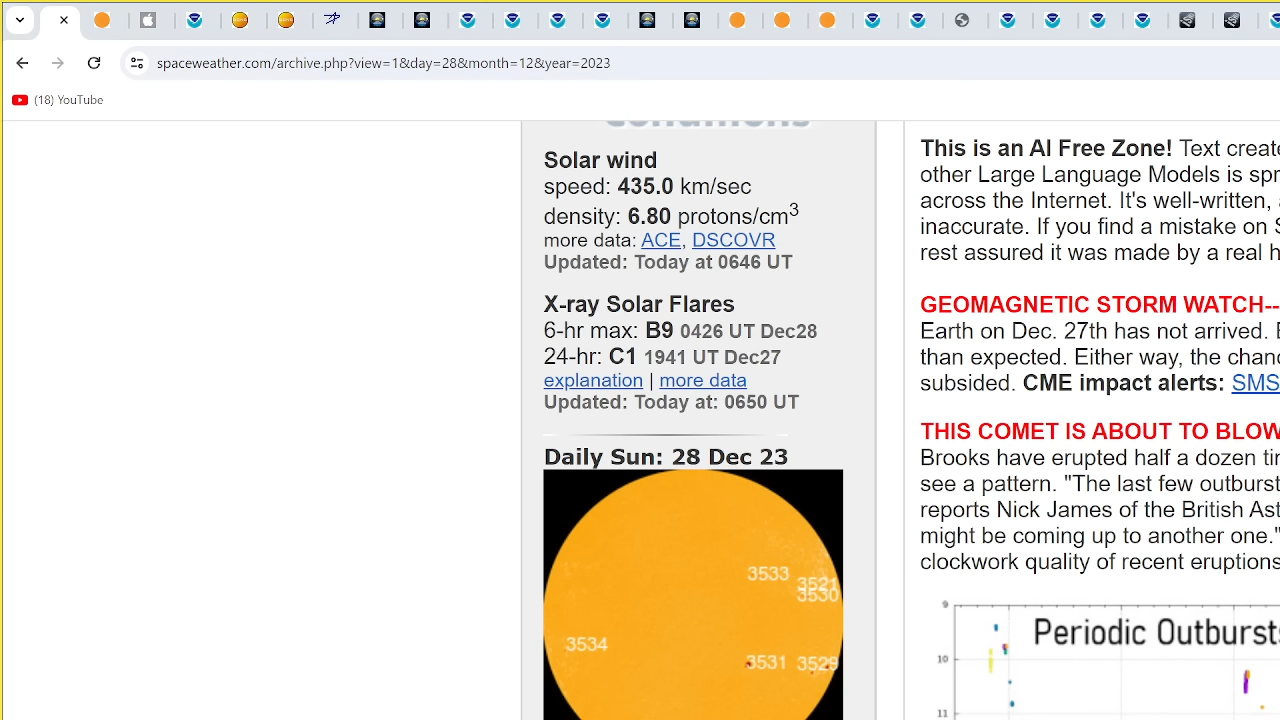 spaceweather.com/archive.php?view=1&day=28&month=12&year=2023
(18) YouTube
Solar wind
speed: 435.0 km/sec
density: 6.80 protons/cm3
more data: ACE, DSCOVR
Updated: Today at 0646 UT
X-ray Solar Flares
6-hr max: B9 0426 UT Dec28
24-hr: C1 1941 UT Dec27
explanation | more data
Updated: Today at: 0650 UT
Daily Sun: 28 Dec 23
3533
3521
3530
3534
3531
3529
This is an AI Free Zone! Text create
other Large Language Models is spr
across the Internet. It's well-written,
inaccurate. If you find a mistake on S
rest assured it was made by a real h
GEOMAGNETIC STORM WATCH--
Earth on Dec. 27th has not arrived. E
than expected. Either way, the chanc
subsided. CME impact alerts: SMS
THIS COMET IS ABOUT TO BLOW
Brooks have erupted half a dozen tin
see a pattern. "The last few outburst
reports Nick James of the British Ast
might be coming up to another one."
clockwork quality of recent eruptions
Periodic Outbursts
9
10
11